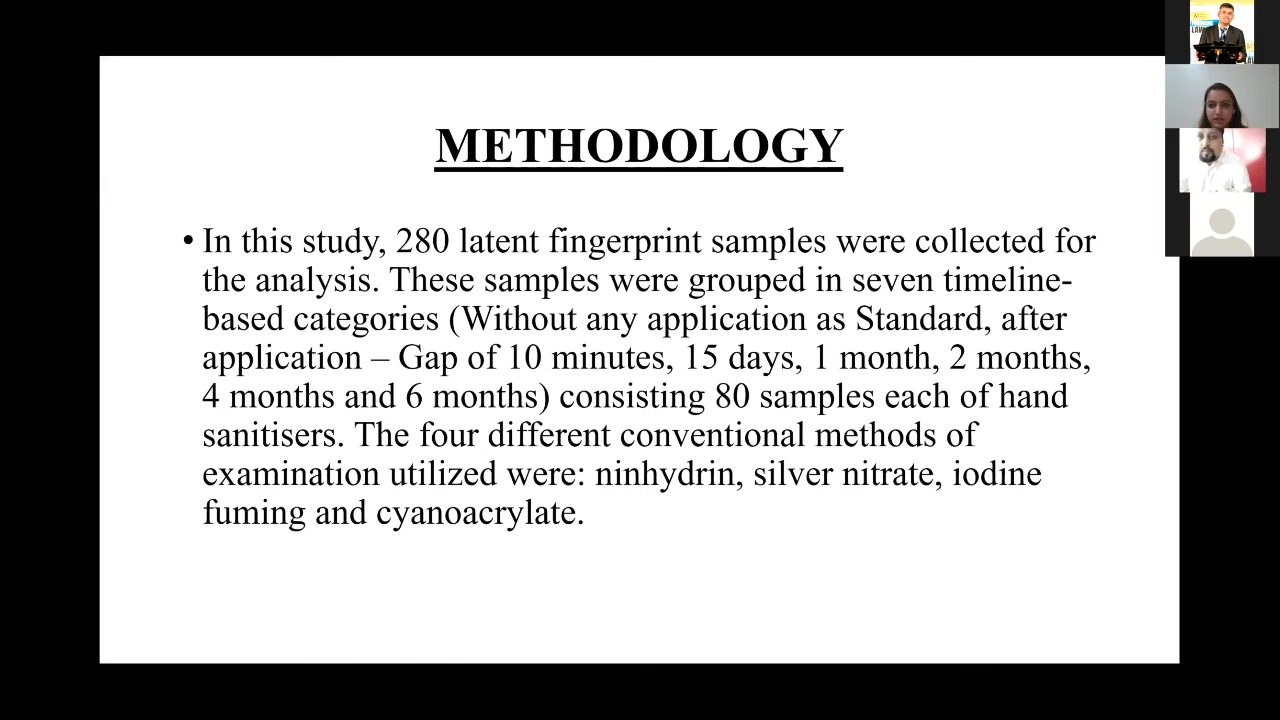 METHODOLOGY
• In this study, 280 latent fingerprint samples were collected for
the analysis. These samples were grouped in seven timeline-
based categories (Without any application as Standard, after
application – Gap of 10 minutes, 15 days, 1 month, 2 months,
4 months and 6 months) consisting 80 samples each of hand
sanitisers. The four different conventional methods of
examination utilized were: ninhydrin, silver nitrate, iodine
fuming and cyanoacrylate.